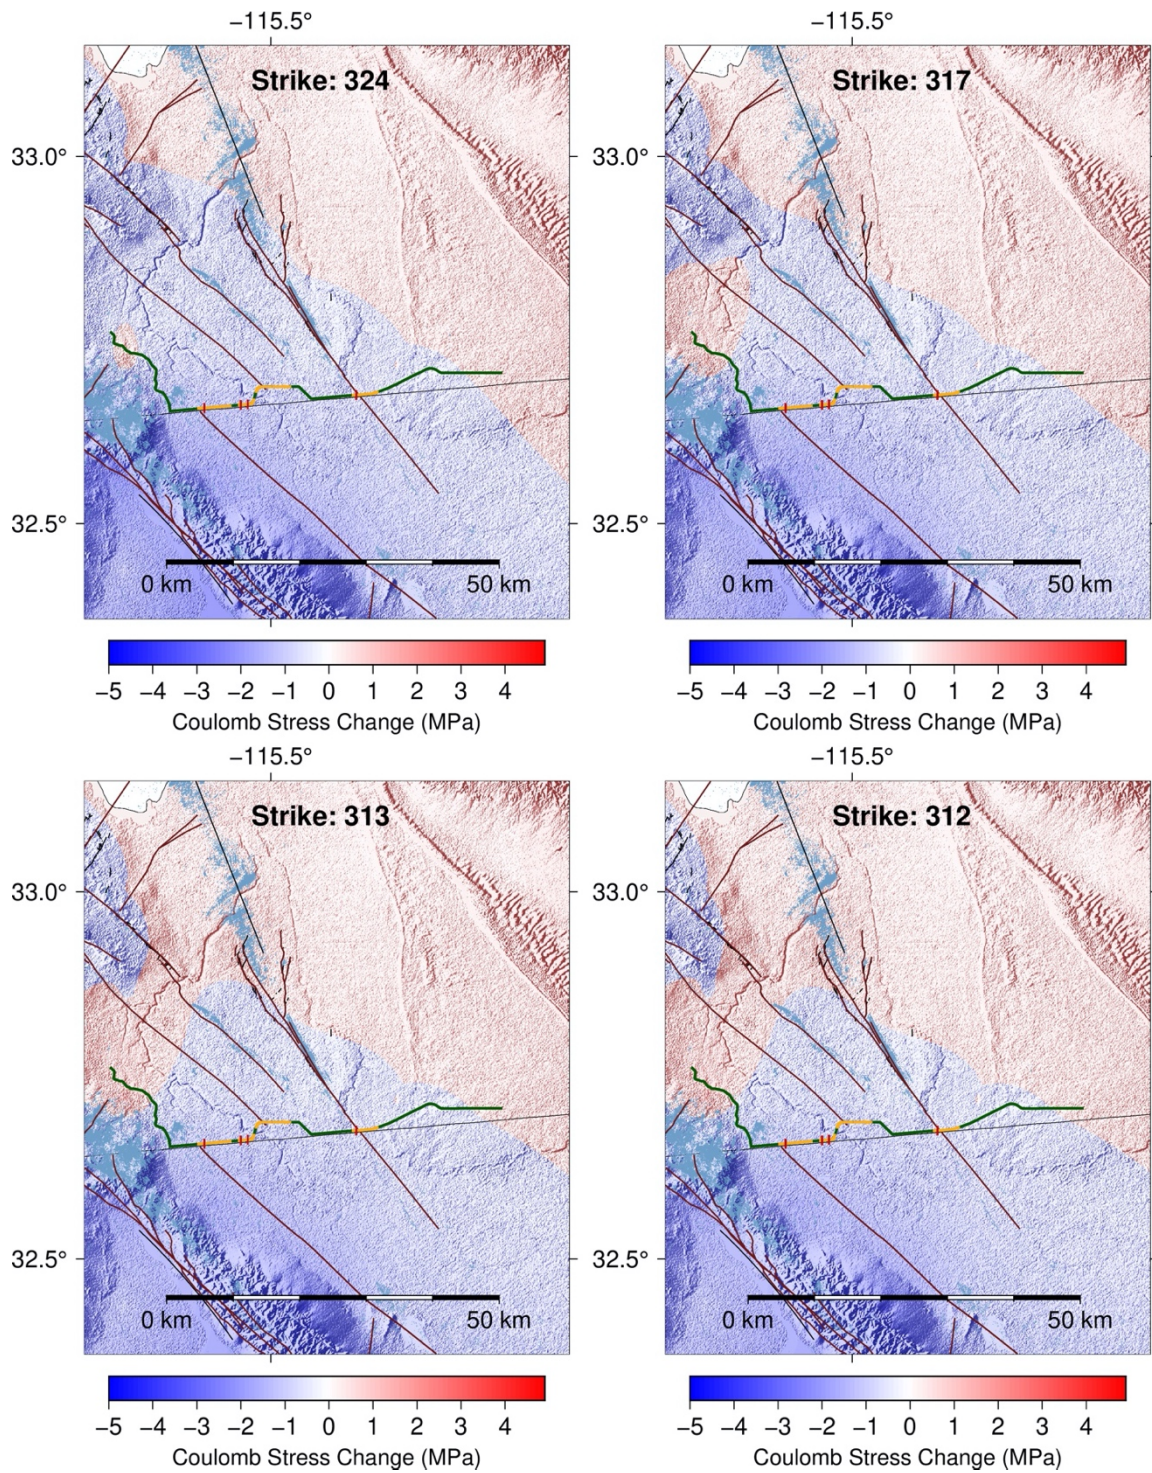 −115.5° −115.5°
Strike: 324 Strike: 317
33.0° 33.0°
32.5° 32.5°
0 km 50 km 0 km 50 km
−5 −4 −3 −2 −1 0 1 2 3 4 −5 −4 −3 −2 −1 0 1 2 3 4
Coulomb Stress Change (MPa) Coulomb Stress Change (MPa)
−115.5° −115.5°
Strike: 313 Strike: 312
33.0° 33.0°
32.5° 32.5°
0 km 50 km 0 km 50 km
−5 −4 −3 −2 −1 0 1 2 3 4 −5 −4 −3 −2 −1 0 1 2 3 4
Coulomb Stress Change (MPa) Coulomb Stress Change (MPa)